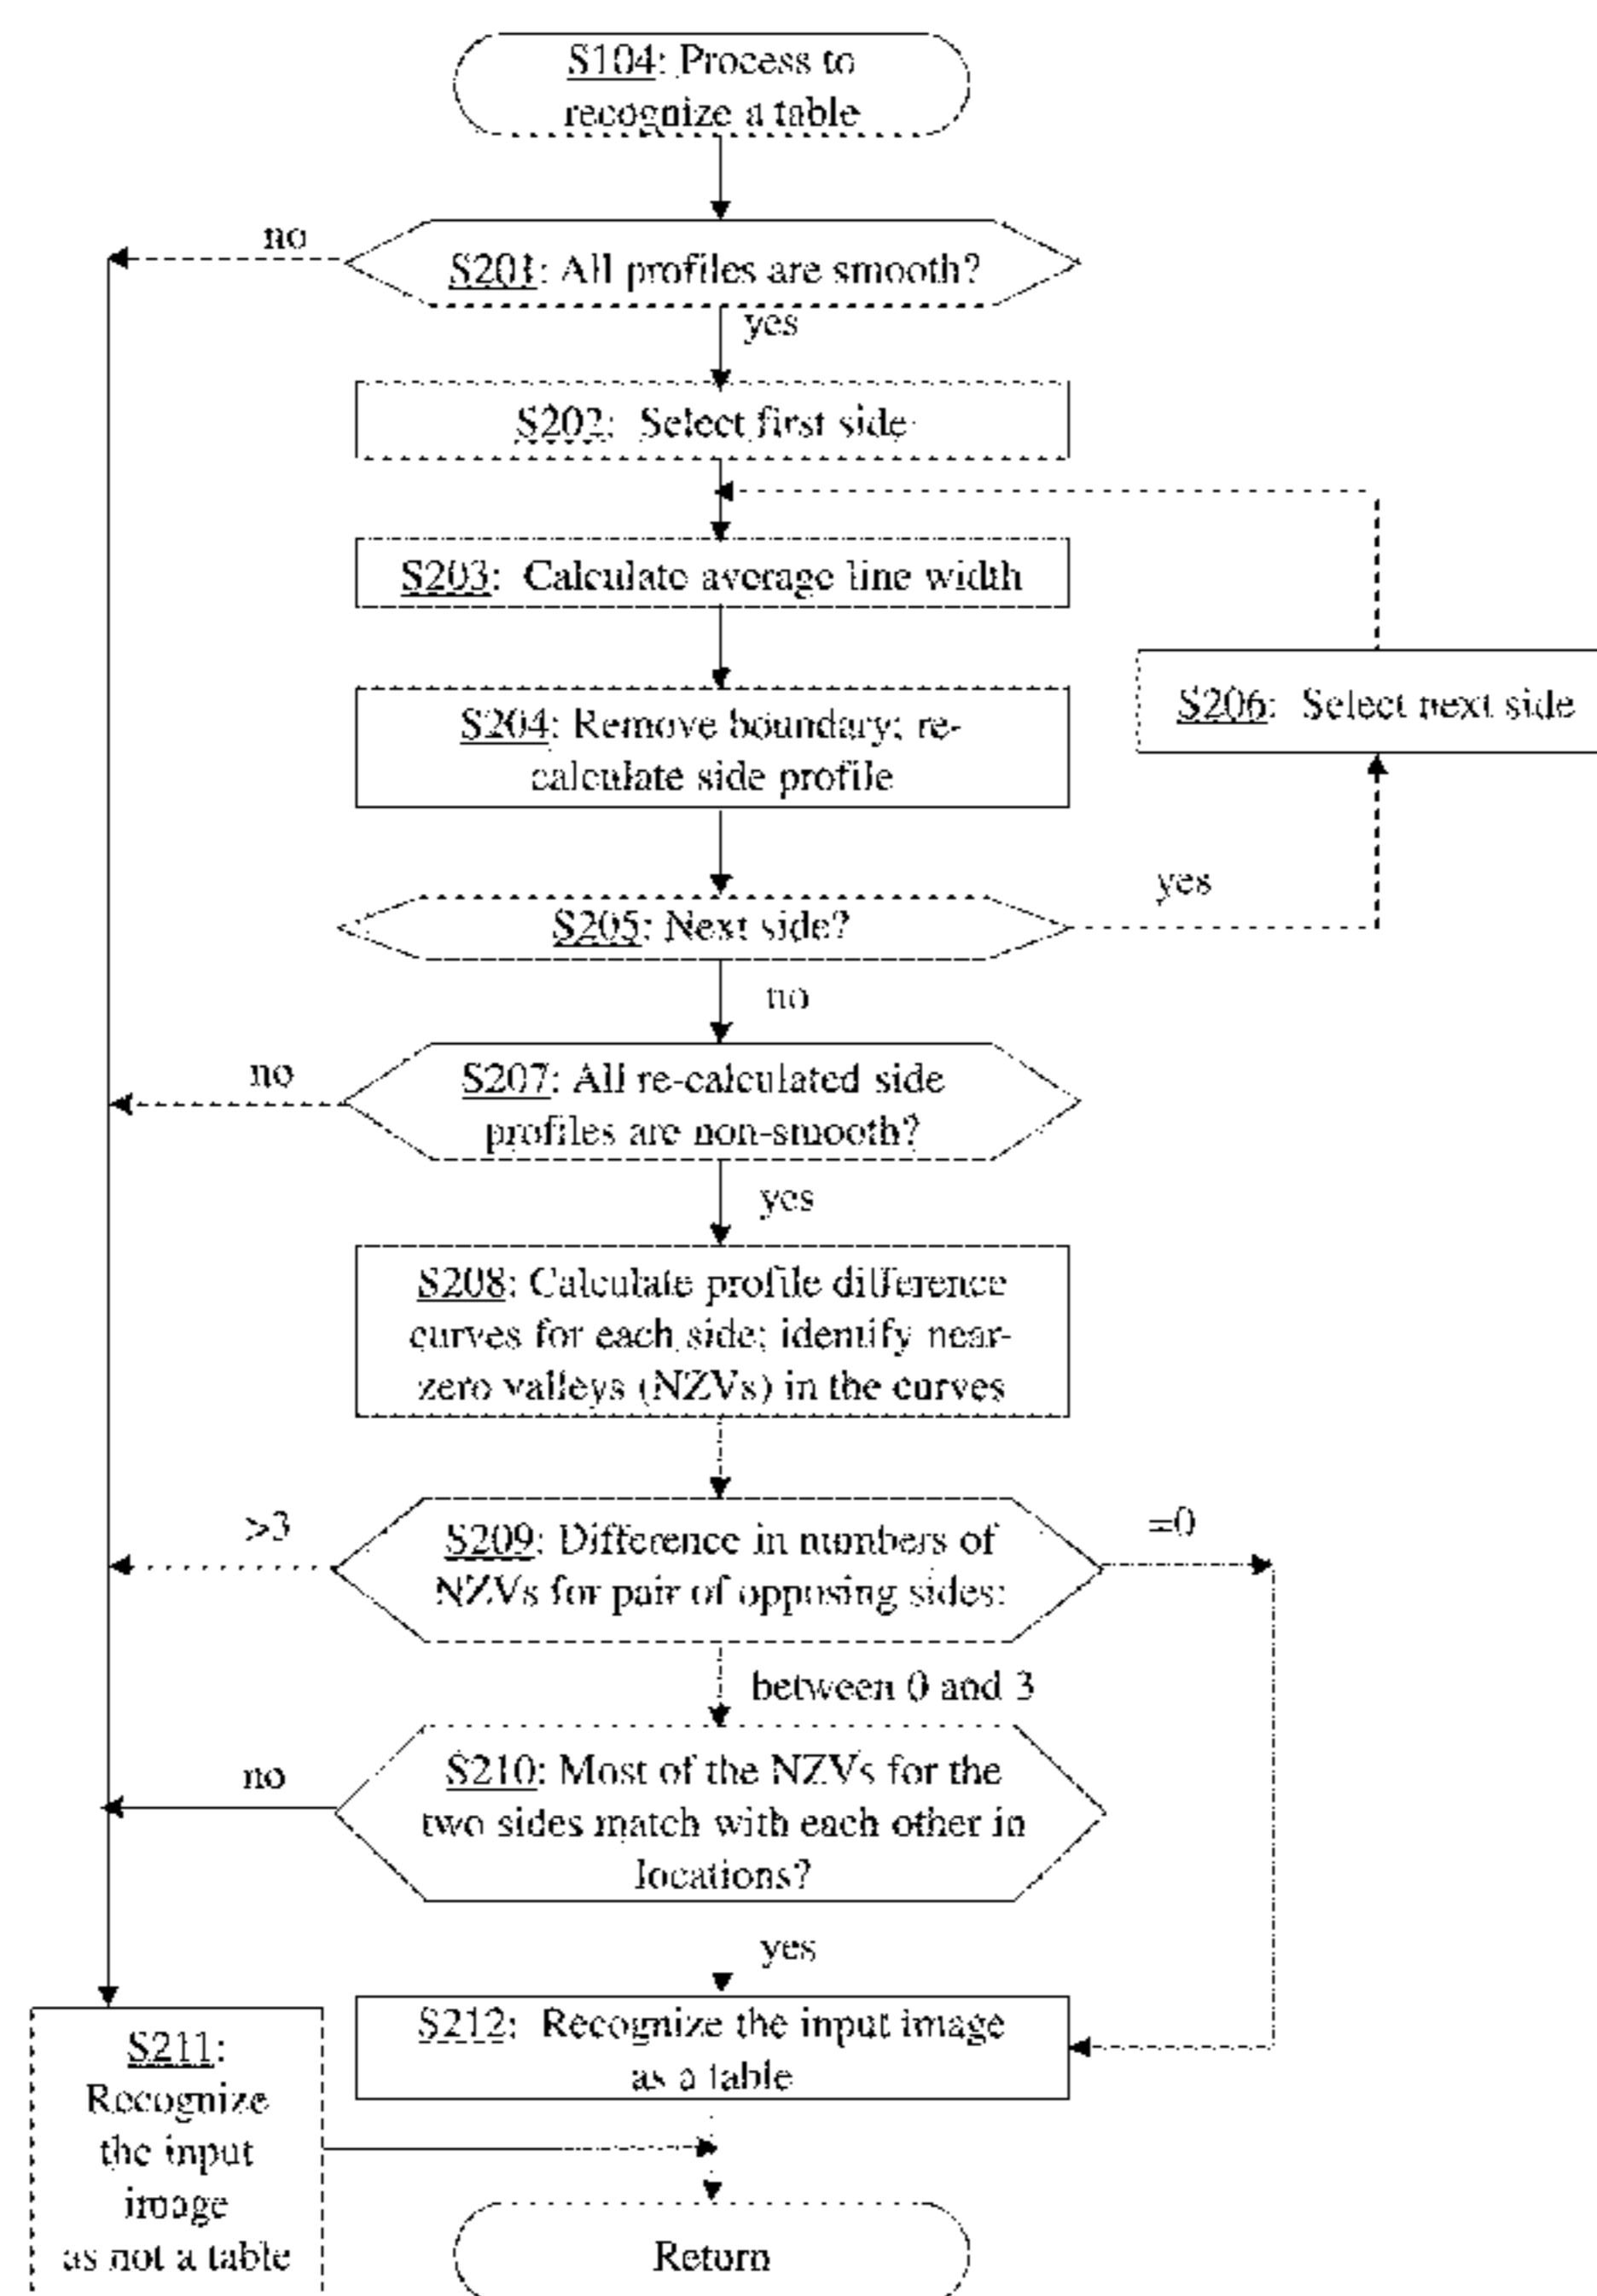 S104: Process to
recognize a table
no
S201: All profiles are smooth?
yes
S202: Select first side
S203: Calculate average line width
S204: Remove boundary; re-
calculate side profile
S206: Select next side
yes
S205: Next side?
no
no
S207: All re-calculated side
profiles are non-smooth?
yes
S208: Calculate profile difference
curves for each side; identify near-
zero valleys (NZVs) in the curves
>3
=0
S209: Difference in numbers of
NZVs for pair of opposing sides:
between 0 and 3
no
S210: Most of the NZVs for the
two sides match with each other in
locations?
yes
S212: Recognize the input image
as a table
S211:
Recognize
the input
image
as not a table
Return